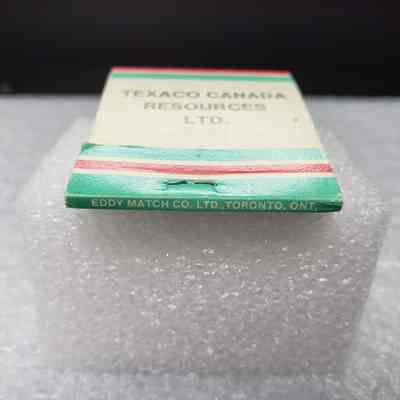 TEXACO CANADA
RESOURCES
LTD.
EDDY MATCH CO. LTD. TORONTO, ONT.